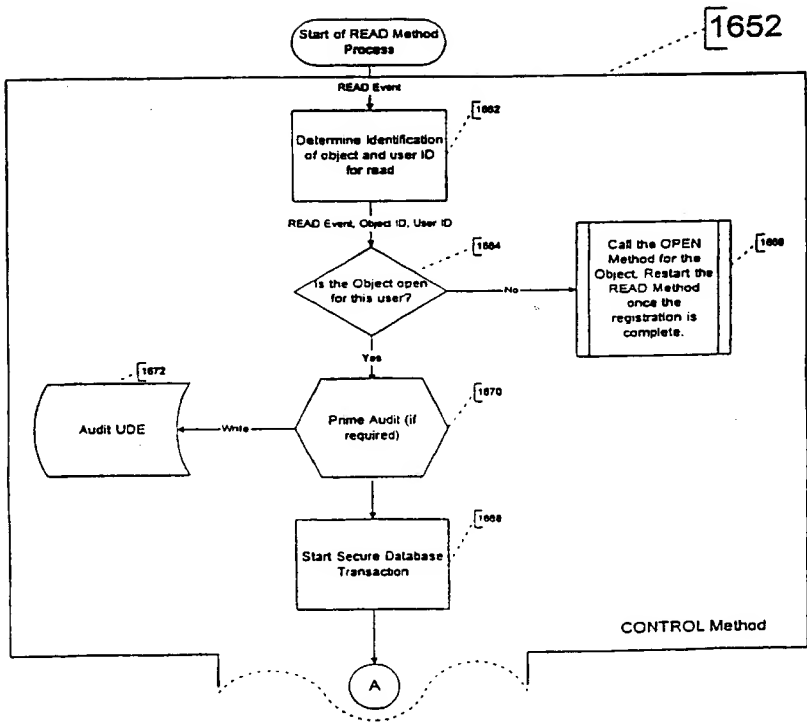 1652
Start of READ Method
Process
READ Event
1662
Determine Identification
of object and user ID
for read
READ Event, Object ID, User ID
1664
Is the Object open
for this user?
No
Call the OPEN
Method for the
Object. Restart the
READ Method
once the
registration is
complete.
Yes
1672
Audit UDE
Write
Prime Audit (if
required)
1670
Start Secure Database
Transaction
CONTROL Method
A